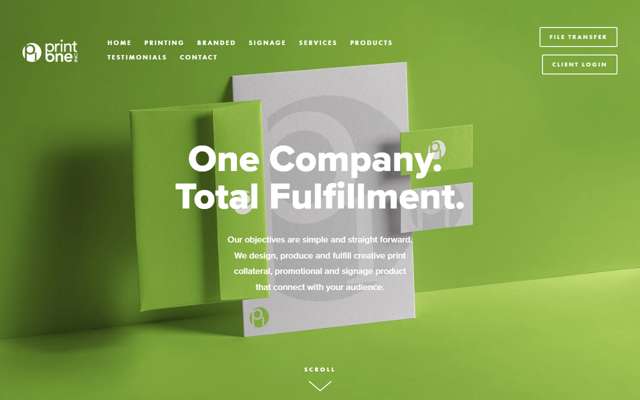 print one INC
HOME PRINTING BRANDED SIGNAGE SERVICES PRODUCTS
TESTIMONIALS CONTACT
FILE TRANSFER
CLIENT LOGIN
One Company.
Total Fulfillment.
Our objectives are simple and straight forward.
We design, produce and fulfill creative print
collateral, promotional and signage product
that connect with your audience.
SCROLL